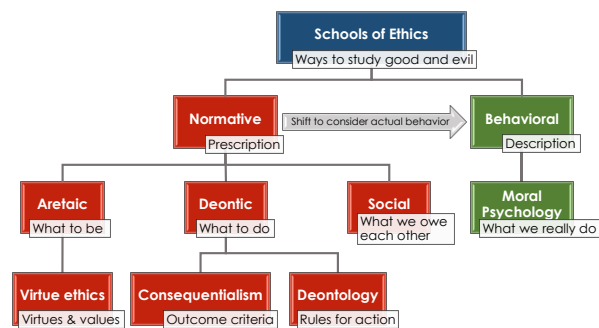 Schools of Ethics
Ways to study good and evil
Normative
Prescription
Shift to consider actual behavior
Behavioral
Description
Aretaic
What to be
Deontic
What to do
Social
What we owe
each other
Moral
Psychology
What we really do
Virtue ethics
Virtues & values
Consequentialism
Outcome criteria
Deontology
Rules for action